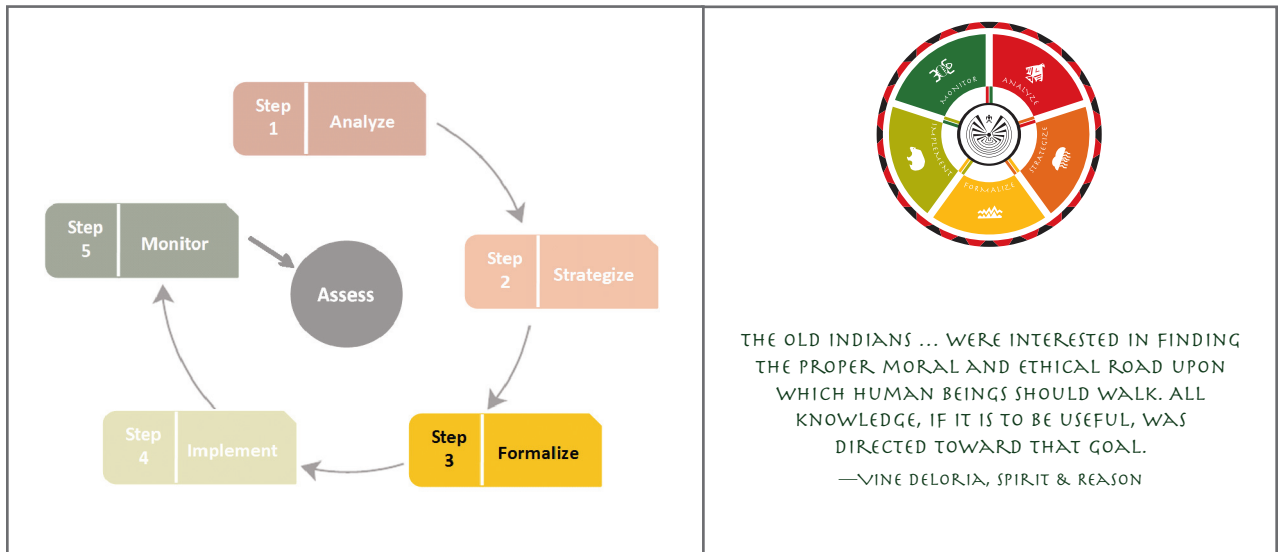 Step
1
Analyze
Step
2
Strategize
Step
3
Formalize
Step
4
Implement
Step
5
Monitor
Assess
MONITOR
ANALYZE
STRATEGIZE
FORMALIZE
IMPLEMENT
THE OLD INDIANS ... WERE INTERESTED IN FINDING
THE PROPER MORAL AND ETHICAL ROAD UPON
WHICH HUMAN BEINGS SHOULD WALK. ALL
KNOWLEDGE, IF IT IS TO BE USEFUL, WAS
DIRECTED TOWARD THAT GOAL.
—VINE DELORIA, SPIRIT & REASON